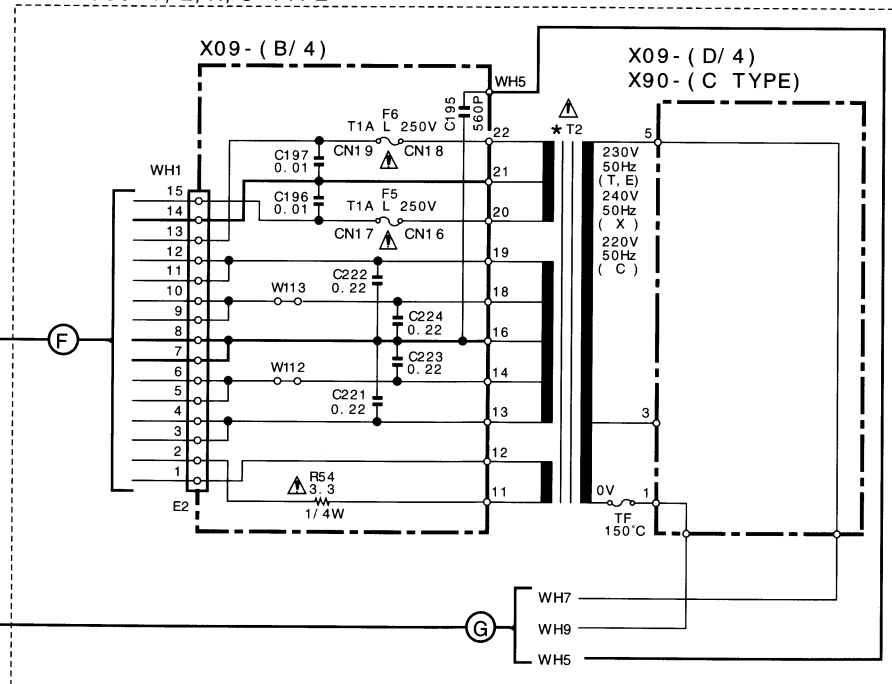 X09-(B/4)
X09-(D/4)
X90-(C TYPE)
WH5
C195
560P
F6
T1A L 250V
CN19
CN18
22
* T2
5
C197
0.01
21
230V
50Hz
(T,E)
240V
50Hz
(X)
220V
50Hz
(C)
WH1
C196
0.01
F5
T1A L 250V
CN17
CN16
20
15
14
13
12
11
10
9
8
7
6
5
4
3
2
1
19
C222
0.22
W113
18
C224
0.22
16
C223
0.22
W112
14
C221
0.22
13
3
12
R54
3.3
1/4W
11
0V
1
TF
150°C
E2
F
G
WH7
WH9
WH5